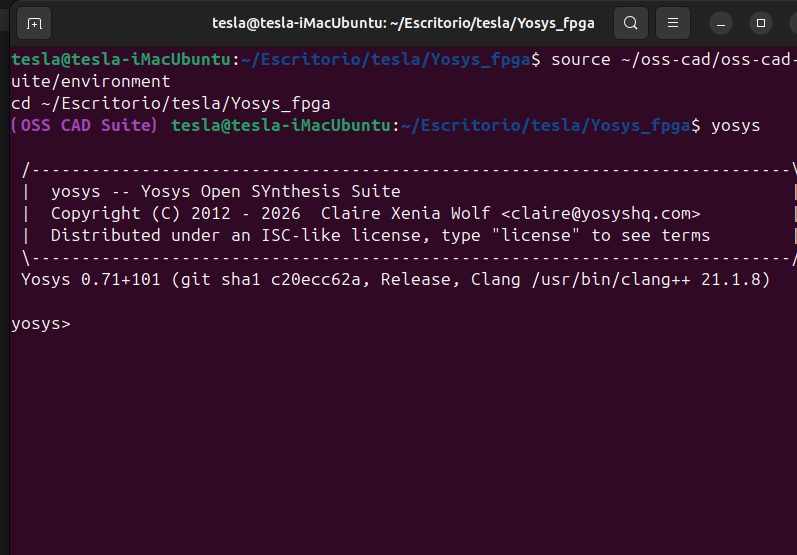 tesla@tesla-iMacUbuntu: ~/Escritorio/tesla/Yosys_fpga
tesla@tesla-iMacUbuntu:~/Escritorio/tesla/Yosys_fpga$ source ~/oss-cad/oss-cad-
uite/environment
cd ~/Escritorio/tesla/Yosys_fpga
(OSS CAD Suite) tesla@tesla-iMacUbuntu:~/Escritorio/tesla/Yosys_fpga$ yosys
/----------------------------------------------------------------------------\
| yosys -- Yosys Open SYnthesis Suite |
| Copyright (C) 2012 - 2026 Claire Xenia Wolf <claire@yosyshq.com> |
| Distributed under an ISC-like license, type "license" to see terms |
\----------------------------------------------------------------------------/
Yosys 0.71+101 (git sha1 c20ecc62a, Release, Clang /usr/bin/clang++ 21.1.8)
yosys>